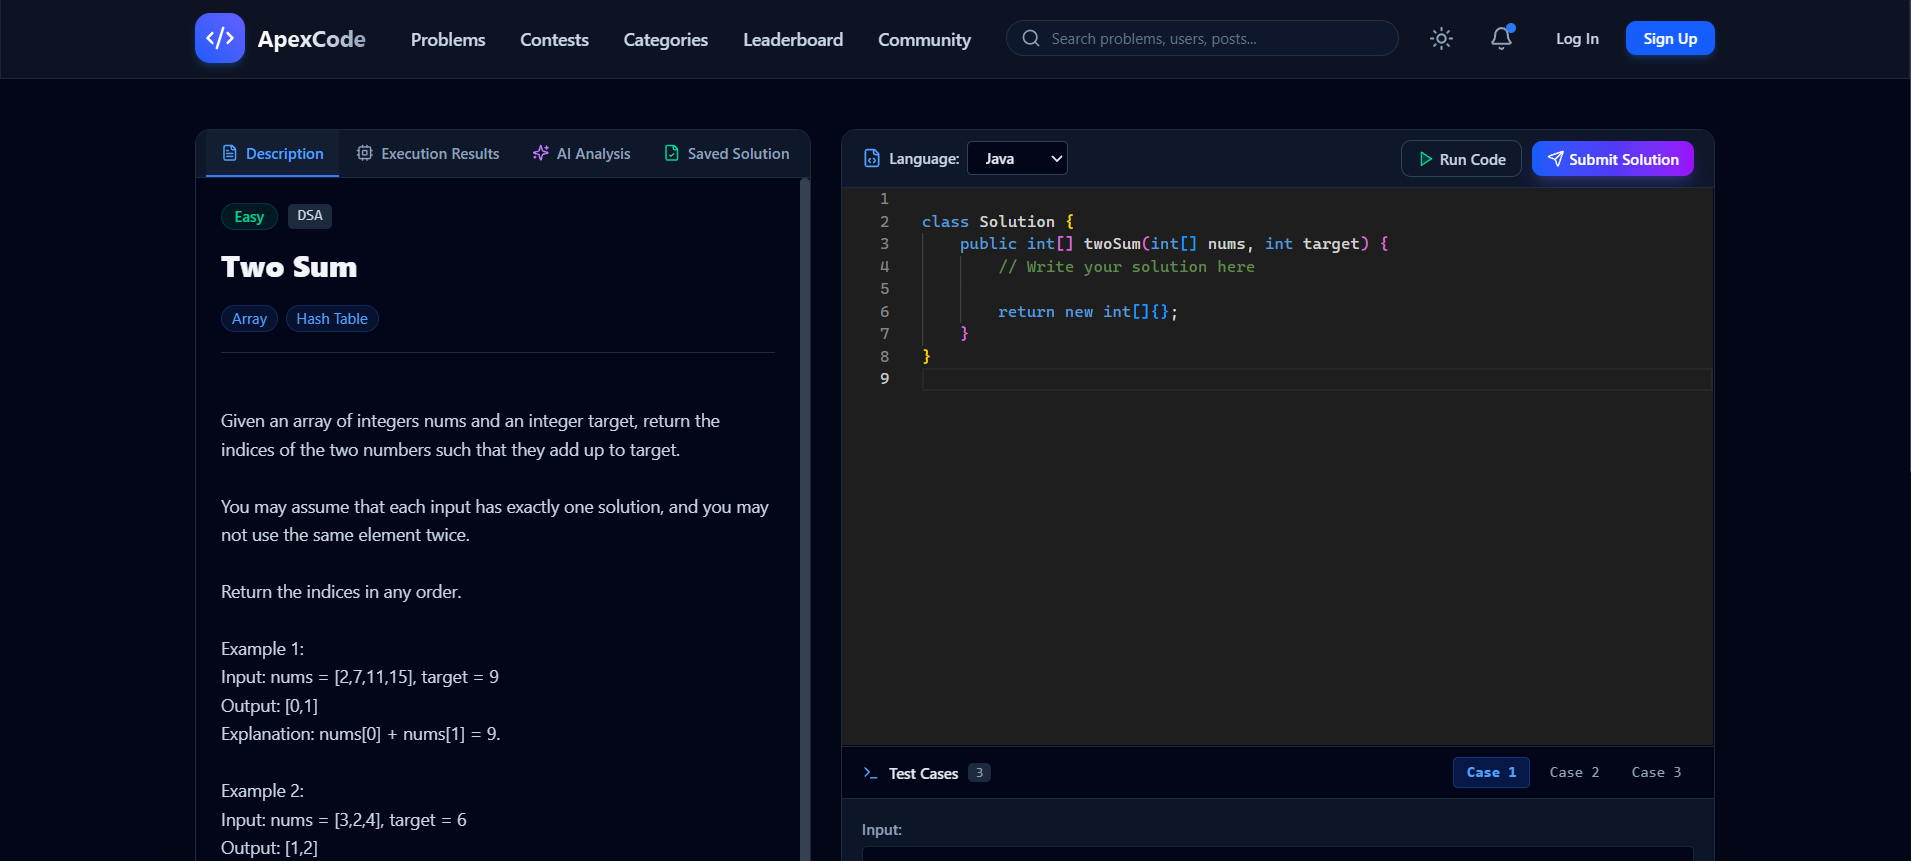 ApexCode
Problems
Contests
Categories
Leaderboard
Community
Search problems, users, posts...
Log In
Sign Up
Description
Execution Results
AI Analysis
Saved Solution
Easy
DSA
Two Sum
Array
Hash Table
Given an array of integers nums and an integer target, return the
indices of the two numbers such that they add up to target.
You may assume that each input has exactly one solution, and you may
not use the same element twice.
Return the indices in any order.
Example 1:
Input: nums = [2,7,11,15], target = 9
Output: [0,1]
Explanation: nums[0] + nums[1] = 9.
Example 2:
Input: nums = [3,2,4], target = 6
Output: [1,2]
Language:
Java
Run Code
Submit Solution
1
2 class Solution {
3     public int[] twoSum(int[] nums, int target) {
4         // Write your solution here
5
6         return new int[]{};
7     }
8 }
9
Test Cases 3
Case 1
Case 2
Case 3
Input: